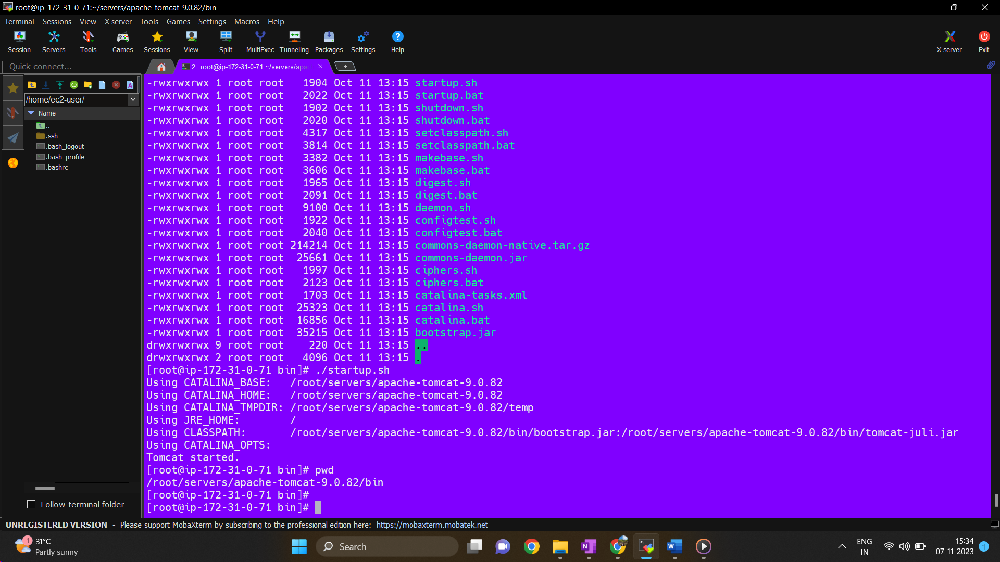 root@ip-172-31-0-71:~/servers/apache-tomcat-9.0.82/bin
Terminal Sessions View X server Tools Games Settings Macros Help
Session Servers Tools Games Sessions View Split MultiExec Tunneling Packages Settings Help X server Exit
Quick connect...
2. root@ip-172-31-0-71:~/servers/apa
/home/ec2-user/
Name
..
.ssh
.bash_logout
.bash_profile
.bashrc
Follow terminal folder
-rwxrwxrwx 1 root root   1904 Oct 11 13:15 startup.sh
-rwxrwxrwx 1 root root   2022 Oct 11 13:15 startup.bat
-rwxrwxrwx 1 root root   1902 Oct 11 13:15 shutdown.sh
-rwxrwxrwx 1 root root   2020 Oct 11 13:15 shutdown.bat
-rwxrwxrwx 1 root root   4317 Oct 11 13:15 setclasspath.sh
-rwxrwxrwx 1 root root   3814 Oct 11 13:15 setclasspath.bat
-rwxrwxrwx 1 root root   3382 Oct 11 13:15 makebase.sh
-rwxrwxrwx 1 root root   3606 Oct 11 13:15 makebase.bat
-rwxrwxrwx 1 root root   1965 Oct 11 13:15 digest.sh
-rwxrwxrwx 1 root root   2091 Oct 11 13:15 digest.bat
-rwxrwxrwx 1 root root   9100 Oct 11 13:15 daemon.sh
-rwxrwxrwx 1 root root   1922 Oct 11 13:15 configtest.sh
-rwxrwxrwx 1 root root   2040 Oct 11 13:15 configtest.bat
-rwxrwxrwx 1 root root 214214 Oct 11 13:15 commons-daemon-native.tar.gz
-rwxrwxrwx 1 root root  25661 Oct 11 13:15 commons-daemon.jar
-rwxrwxrwx 1 root root   1997 Oct 11 13:15 ciphers.sh
-rwxrwxrwx 1 root root   2123 Oct 11 13:15 ciphers.bat
-rwxrwxrwx 1 root root   1703 Oct 11 13:15 catalina-tasks.xml
-rwxrwxrwx 1 root root  25323 Oct 11 13:15 catalina.sh
-rwxrwxrwx 1 root root  16856 Oct 11 13:15 catalina.bat
-rwxrwxrwx 1 root root  35215 Oct 11 13:15 bootstrap.jar
drwxrwxrwx 9 root root    220 Oct 11 13:15 ..
drwxrwxrwx 2 root root   4096 Oct 11 13:15 .
[root@ip-172-31-0-71 bin]# ./startup.sh
Using CATALINA_BASE:   /root/servers/apache-tomcat-9.0.82
Using CATALINA_HOME:   /root/servers/apache-tomcat-9.0.82
Using CATALINA_TMPDIR: /root/servers/apache-tomcat-9.0.82/temp
Using JRE_HOME:        /
Using CLASSPATH:       /root/servers/apache-tomcat-9.0.82/bin/bootstrap.jar:/root/servers/apache-tomcat-9.0.82/bin/tomcat-juli.jar
Using CATALINA_OPTS:
Tomcat started.
[root@ip-172-31-0-71 bin]# pwd
/root/servers/apache-tomcat-9.0.82/bin
[root@ip-172-31-0-71 bin]#
[root@ip-172-31-0-71 bin]#
UNREGISTERED VERSION - Please support MobaXterm by subscribing to the professional edition here: https://mobaxterm.mobatek.net
1
31°C
Partly sunny
Search
ENG
IN
15:34
07-11-2023
1